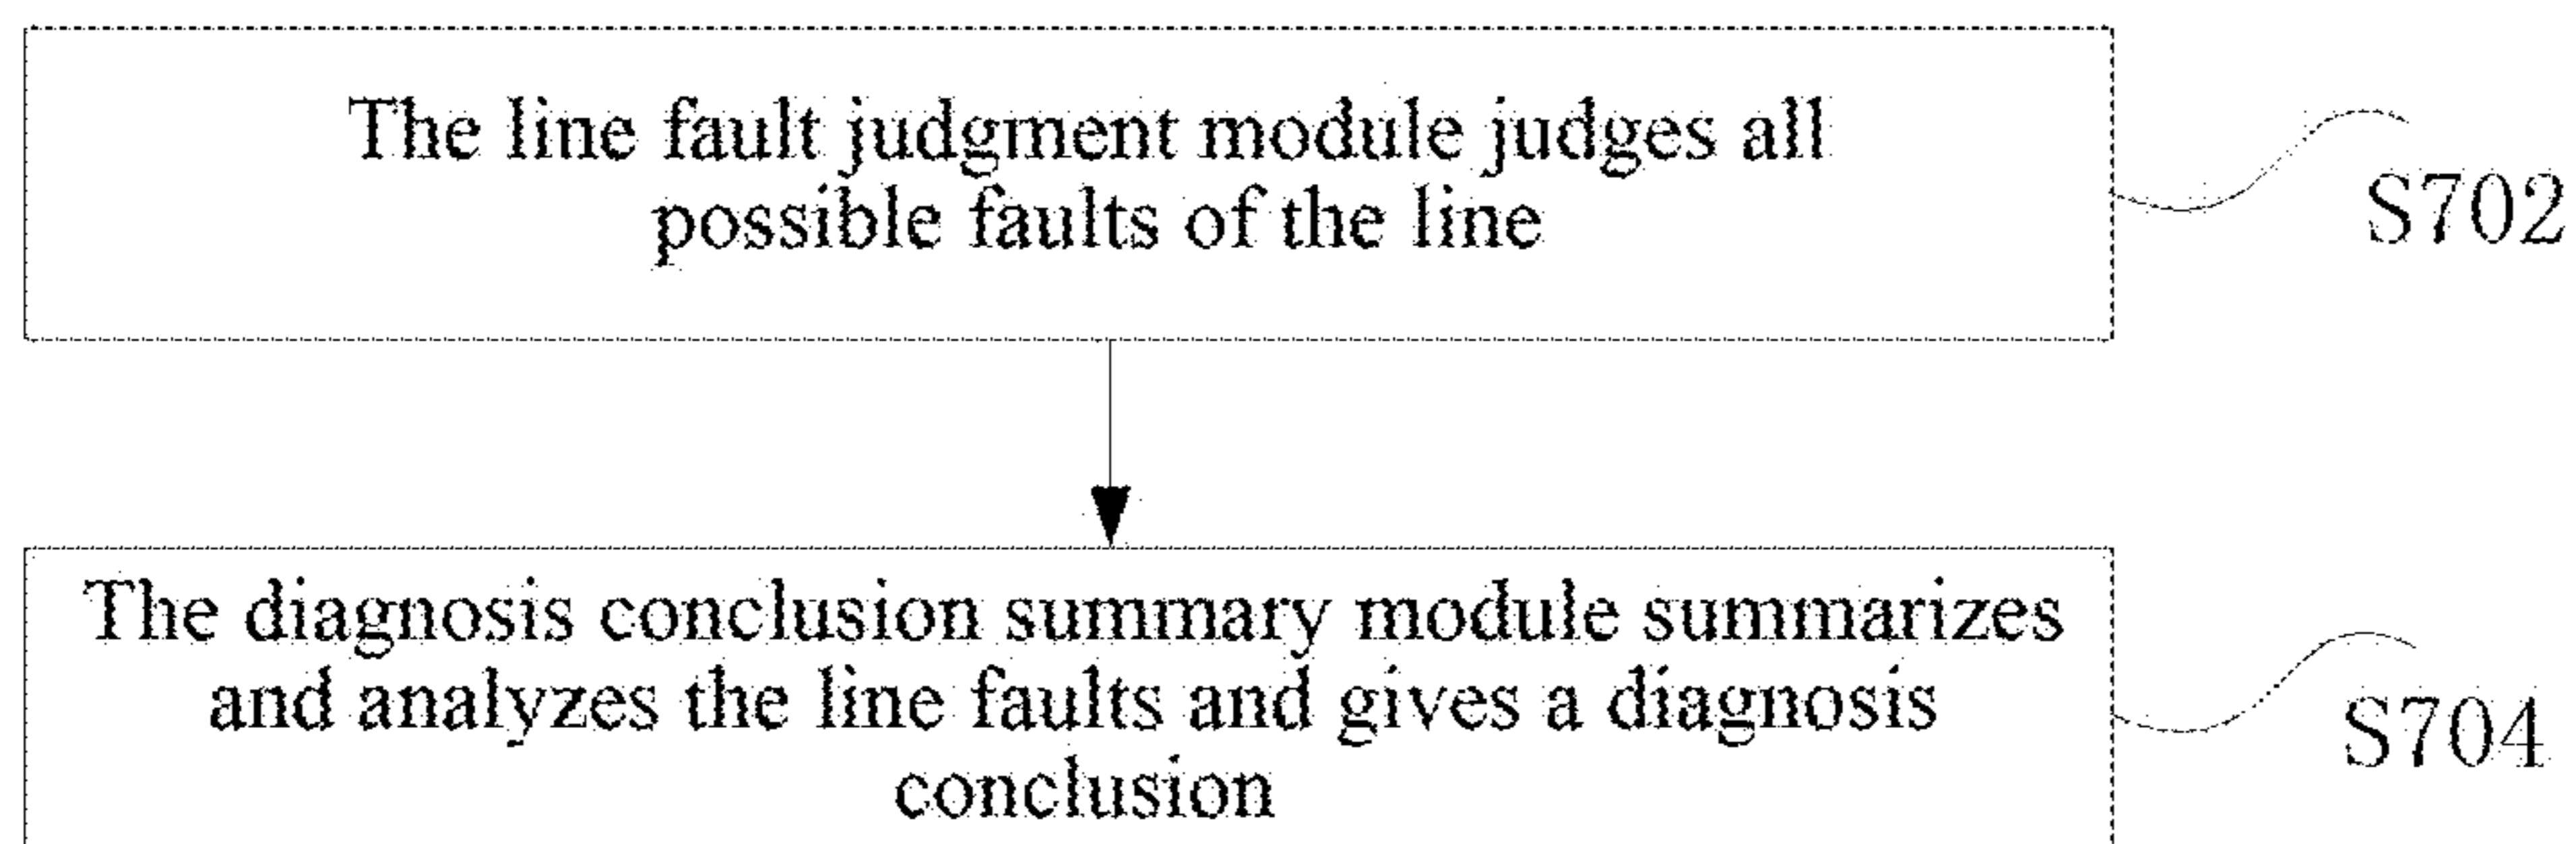 The line fault judgment module judges all
possible faults of the line
S702
The diagnosis conclusion summary module summarizes
and analyzes the line faults and gives a diagnosis
conclusion
S704